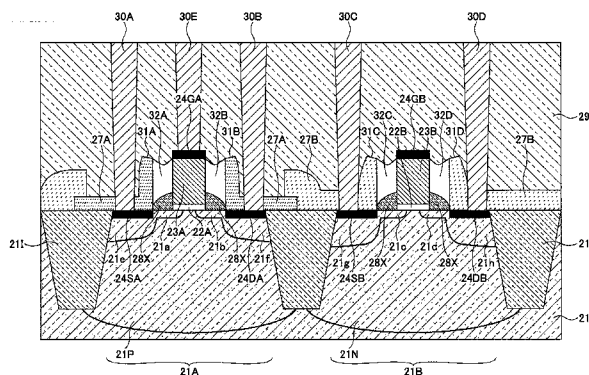 30A 30E 30B 30C 30D
24GA 24GB
32A 32B 32C 22B 23B 32D
27A 31A 31B 27A 27B 31C 31D 27B
29
21I 21
21e 28X 21a 23A 22A 21b 28X 21f 21g 28X 21c 21d 28X 21h
24SA 24DA 24SB 24DB
21
21P 21N
21A 21B